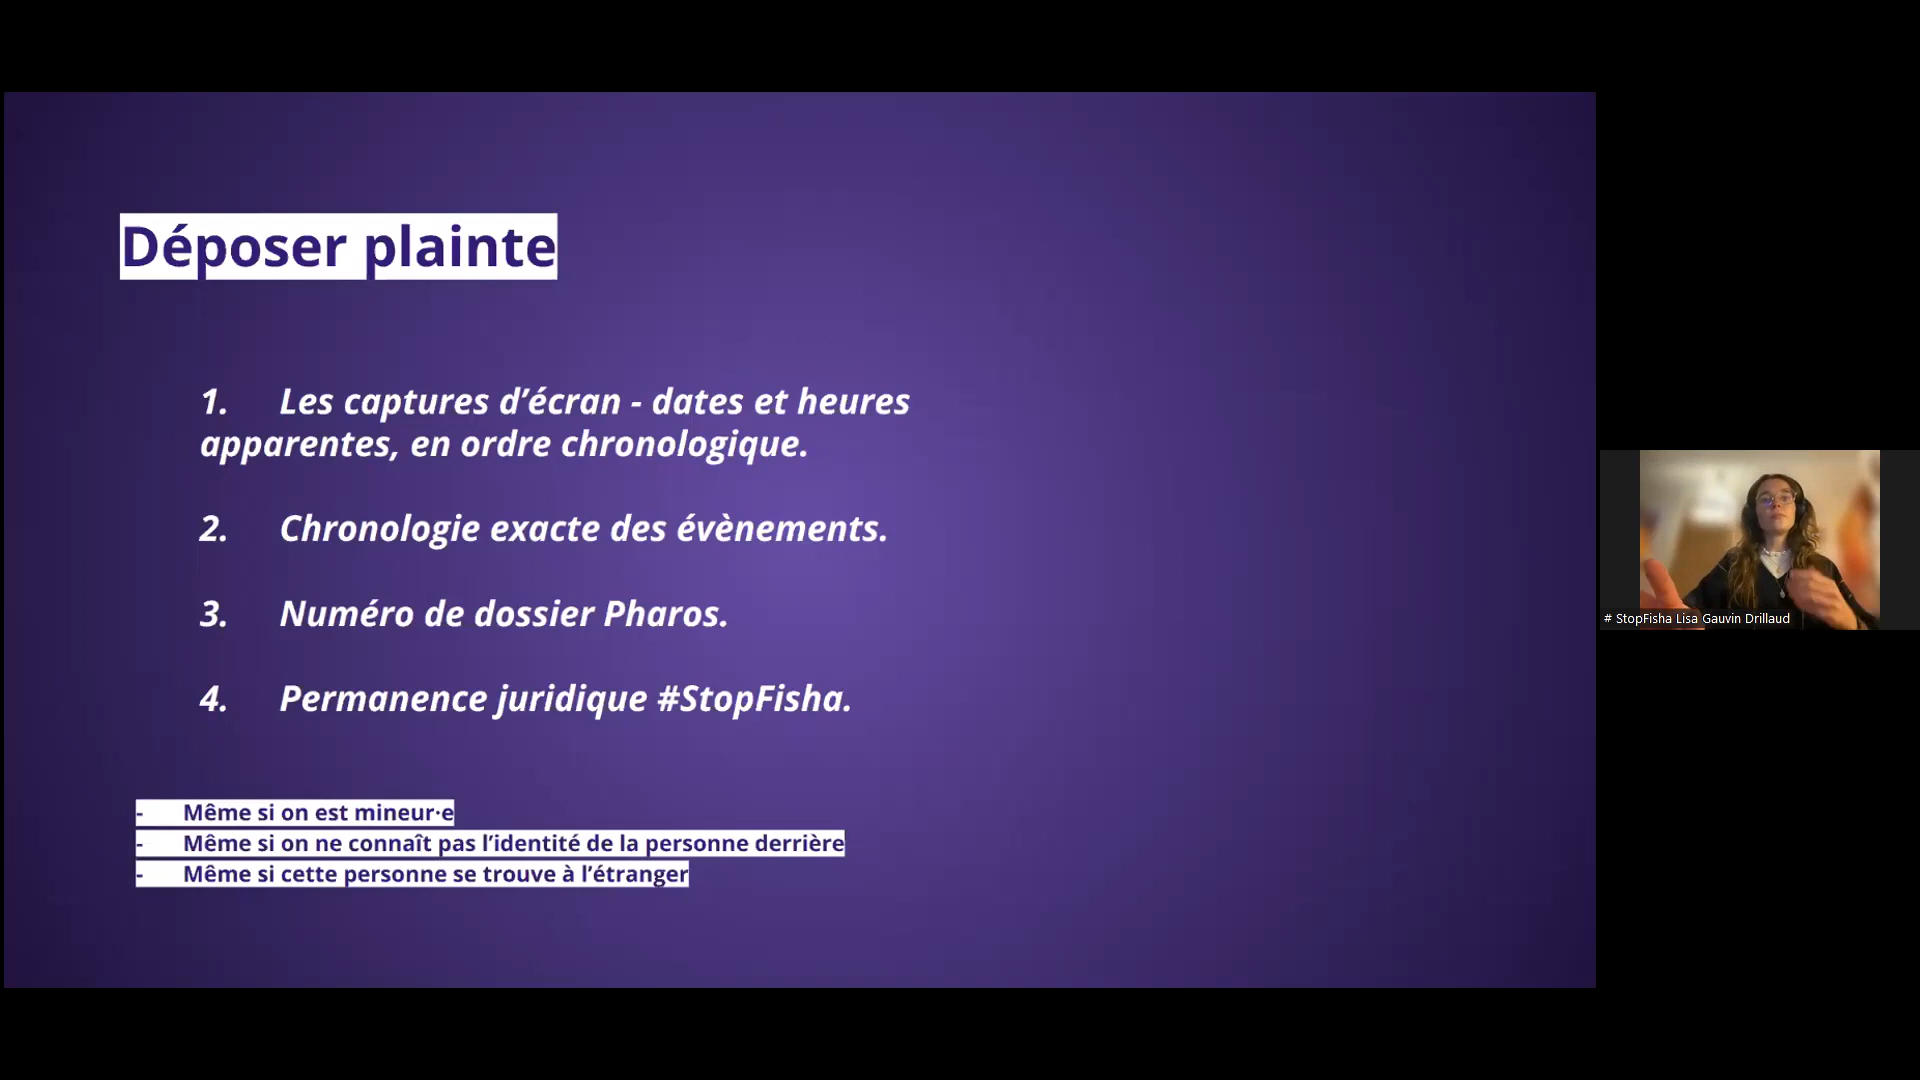 Déposer plainte
1. Les captures d’écran - dates et heures
apparentes, en ordre chronologique.
2. Chronologie exacte des évènements.
3. Numéro de dossier Pharos.
4. Permanence juridique #StopFisha.
- Même si on est mineur·e
- Même si on ne connaît pas l’identité de la personne derrière
- Même si cette personne se trouve à l’étranger
# StopFisha Lisa Gauvin Drillaud